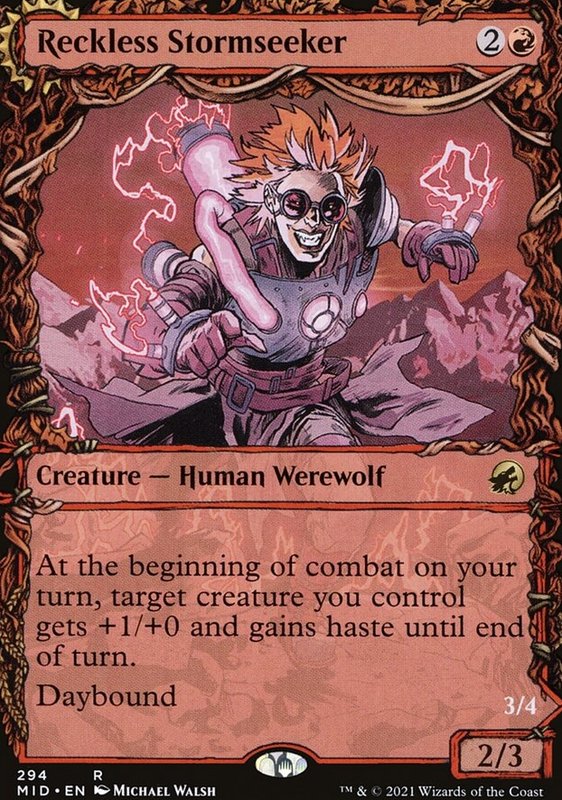 Reckless Stormseeker 2
Creature — Human Werewolf
At the beginning of combat on your
turn, target creature you control
gets +1/+0 and gains haste until end
of turn.
Daybound
3/4
2/3
294 R
MID • EN Michael Walsh ™ & © 2021 Wizards of the Coast